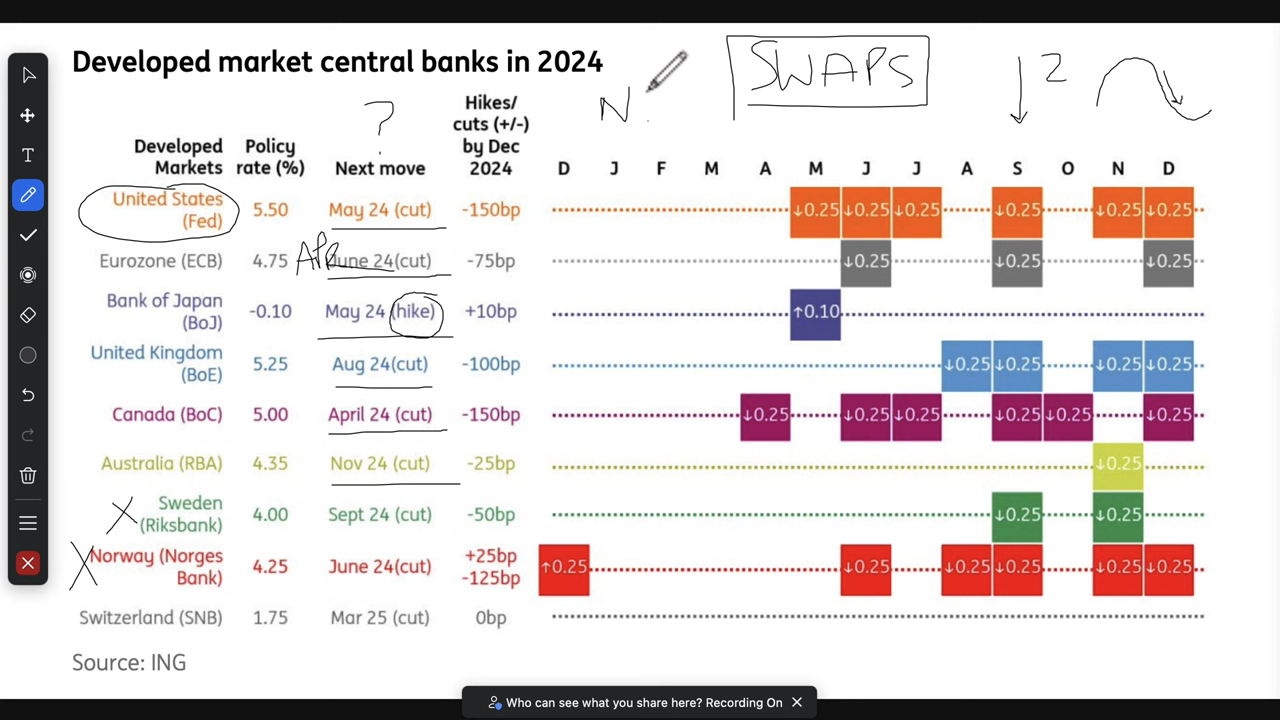 Developed market central banks in 2024
SWAPS
2
N
?
Developed Markets Policy rate (%) Next move Hikes/ cuts (+/-) by Dec 2024 D J F M A M J J A S O N D
United States (Fed) 5.50 May 24 (cut) -150bp ↓0.25 ↓0.25 ↓0.25 ↓0.25 ↓0.25 ↓0.25
Eurozone (ECB) 4.75 June 24(cut) -75bp ↓0.25 ↓0.25 ↓0.25
Bank of Japan (BoJ) -0.10 May 24 (hike) +10bp ↑0.10
United Kingdom (BoE) 5.25 Aug 24(cut) -100bp ↓0.25 ↓0.25 ↓0.25 ↓0.25
Canada (BoC) 5.00 April 24 (cut) -150bp ↓0.25 ↓0.25 ↓0.25 ↓0.25 ↓0.25 ↓0.25
Australia (RBA) 4.35 Nov 24 (cut) -25bp ↓0.25
Sweden (Riksbank) 4.00 Sept 24 (cut) -50bp ↓0.25 ↓0.25
Norway (Norges Bank) 4.25 June 24(cut) +25bp -125bp ↑0.25 ↓0.25 ↓0.25 ↓0.25 ↓0.25 ↓0.25
Switzerland (SNB) 1.75 Mar 25 (cut) 0bp
Source: ING
Who can see what you share here? Recording On